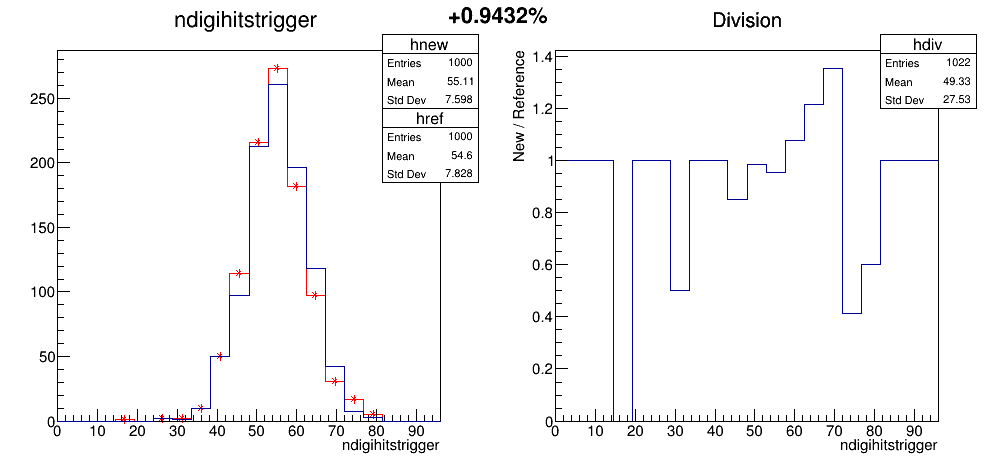 +0.9432%
ndigihitstrigger
hnew
Entries 1000
Mean 55.11
Std Dev 7.598
href
Entries 1000
Mean 54.6
Std Dev 7.828
250
200
150
100
50
0
0 10 20 30 40 50 60 70 80 90
ndigihitstrigger
Division
hdiv
Entries 1022
Mean 49.33
Std Dev 27.53
New / Reference
1.4
1.2
1
0.8
0.6
0.4
0.2
0
0 10 20 30 40 50 60 70 80 90
ndigihitstrigger